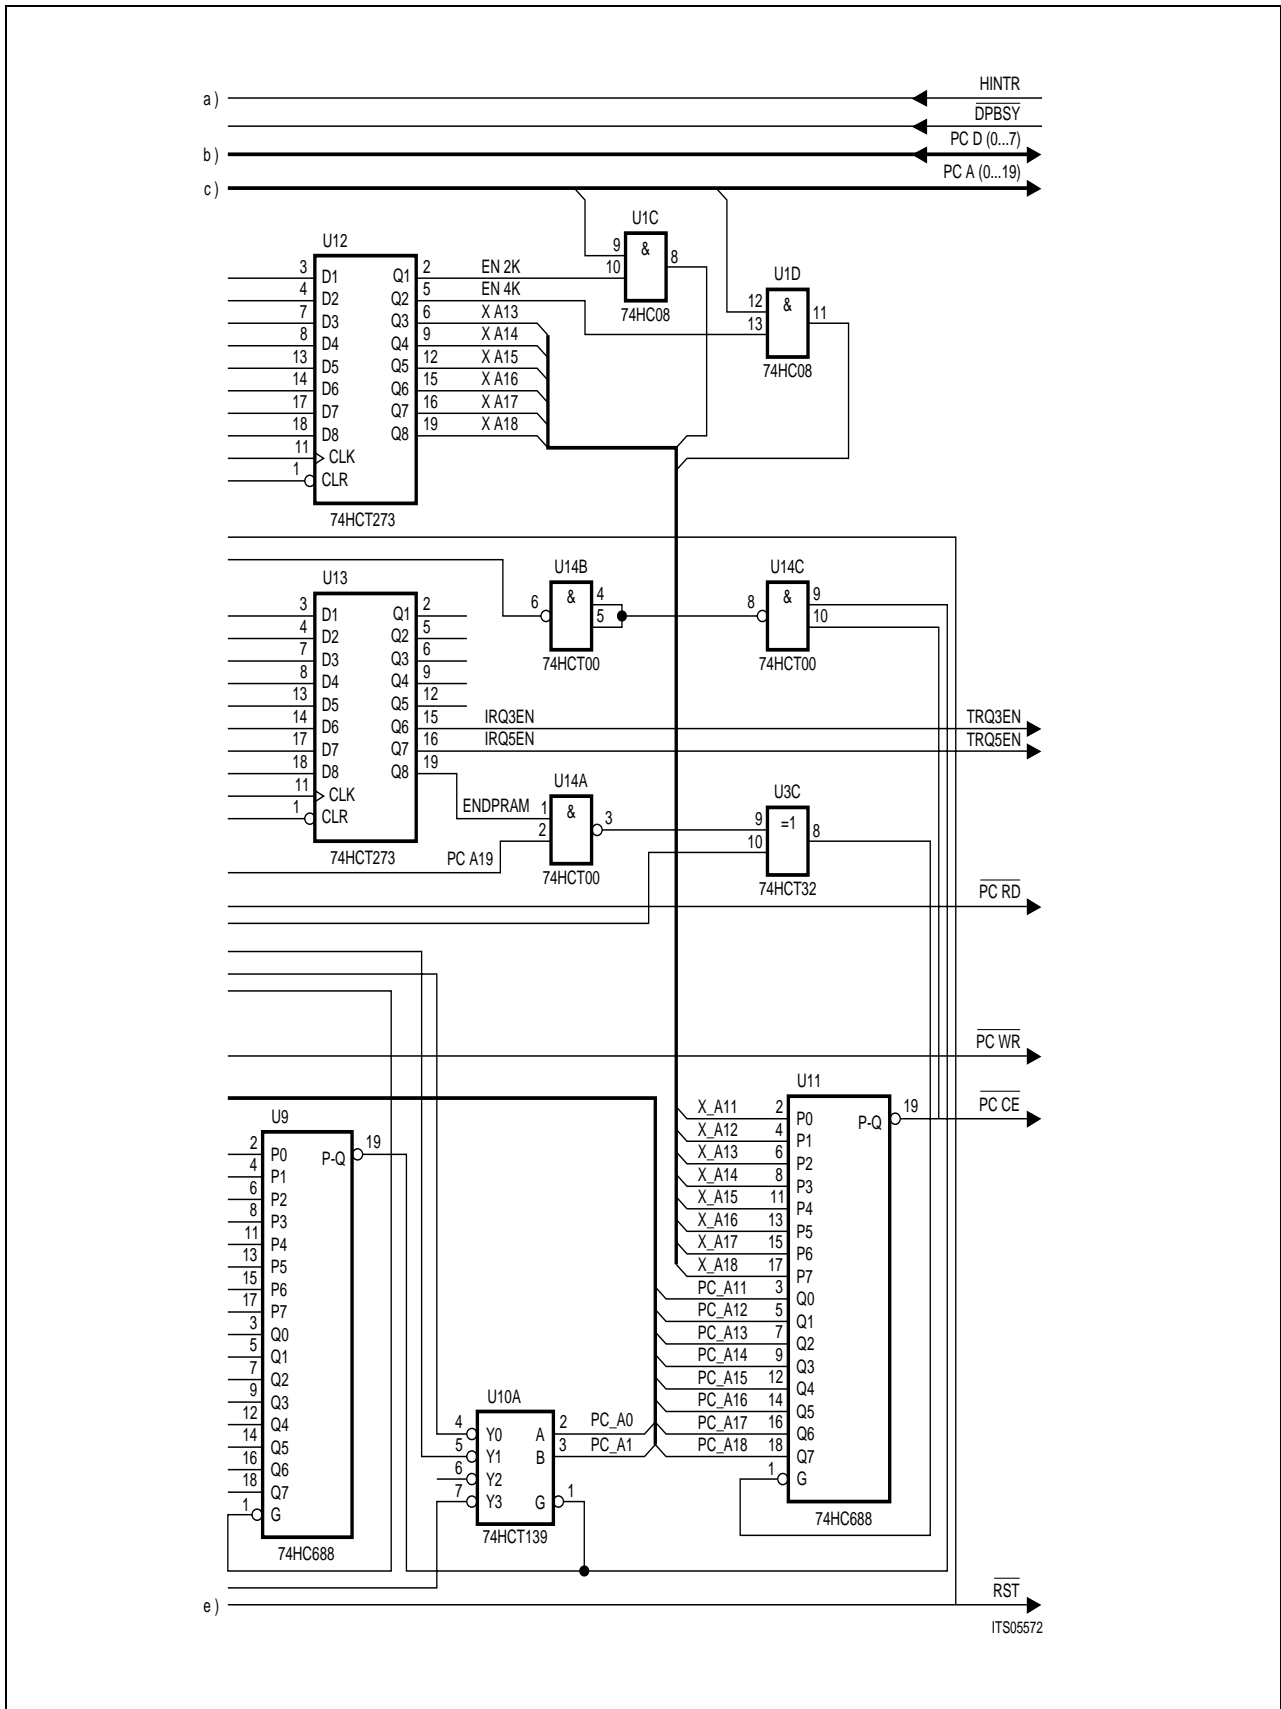 HINTR
a )
DPBSY
PC D (0...7)
b )
PC A (0...19)
c )
U1C
9 & 8
10
74HC08
U1D
12 & 11
13
74HC08
U12
3 D1 Q1 2 EN 2K
4 D2 Q2 5 EN 4K
7 D3 Q3 6 X A13
8 D4 Q4 9 X A14
13 D5 Q5 12 X A15
14 D6 Q6 15 X A16
17 D7 Q7 16 X A17
18 D8 Q8 19 X A18
11 CLK
1 CLR
74HCT273
U14B
6 & 4
5
74HCT00
U14C
8 & 9
10
74HCT00
U13
3 D1 Q1 2
4 D2 Q2 5
7 D3 Q3 6
8 D4 Q4 9
13 D5 Q5 12
14 D6 Q6 15 IRQ3EN TRQ3EN
17 D7 Q7 16 IRQ5EN TRQ5EN
18 D8 Q8 19
11 CLK
1 CLR
74HCT273
U14A
ENDPRAM 1 & 3
PC A19 2
74HCT00
U3C
9 =1 8
10
74HCT32
PC RD
PC WR
U11
X_A11 2 P0 P-Q 19 PC CE
X_A12 4 P1
X_A13 6 P2
X_A14 8 P3
X_A15 11 P4
X_A16 13 P5
X_A17 15 P6
X_A18 17 P7
PC_A11 3 Q0
PC_A12 5 Q1
PC_A13 7 Q2
PC_A14 9 Q3
PC_A15 12 Q4
PC_A16 14 Q5
PC_A17 16 Q6
PC_A18 18 Q7
1 G
74HC688
U9
2 P0 P-Q 19
4 P1
6 P2
8 P3
11 P4
13 P5
15 P6
17 P7
3 Q0
5 Q1
7 Q2
9 Q3
12 Q4
14 Q5
16 Q6
18 Q7
1 G
74HC688
U10A
4 Y0 A 2 PC_A0
5 Y1 B 3 PC_A1
6 Y2
7 Y3 G 1
74HCT139
e )
RST
ITS05572